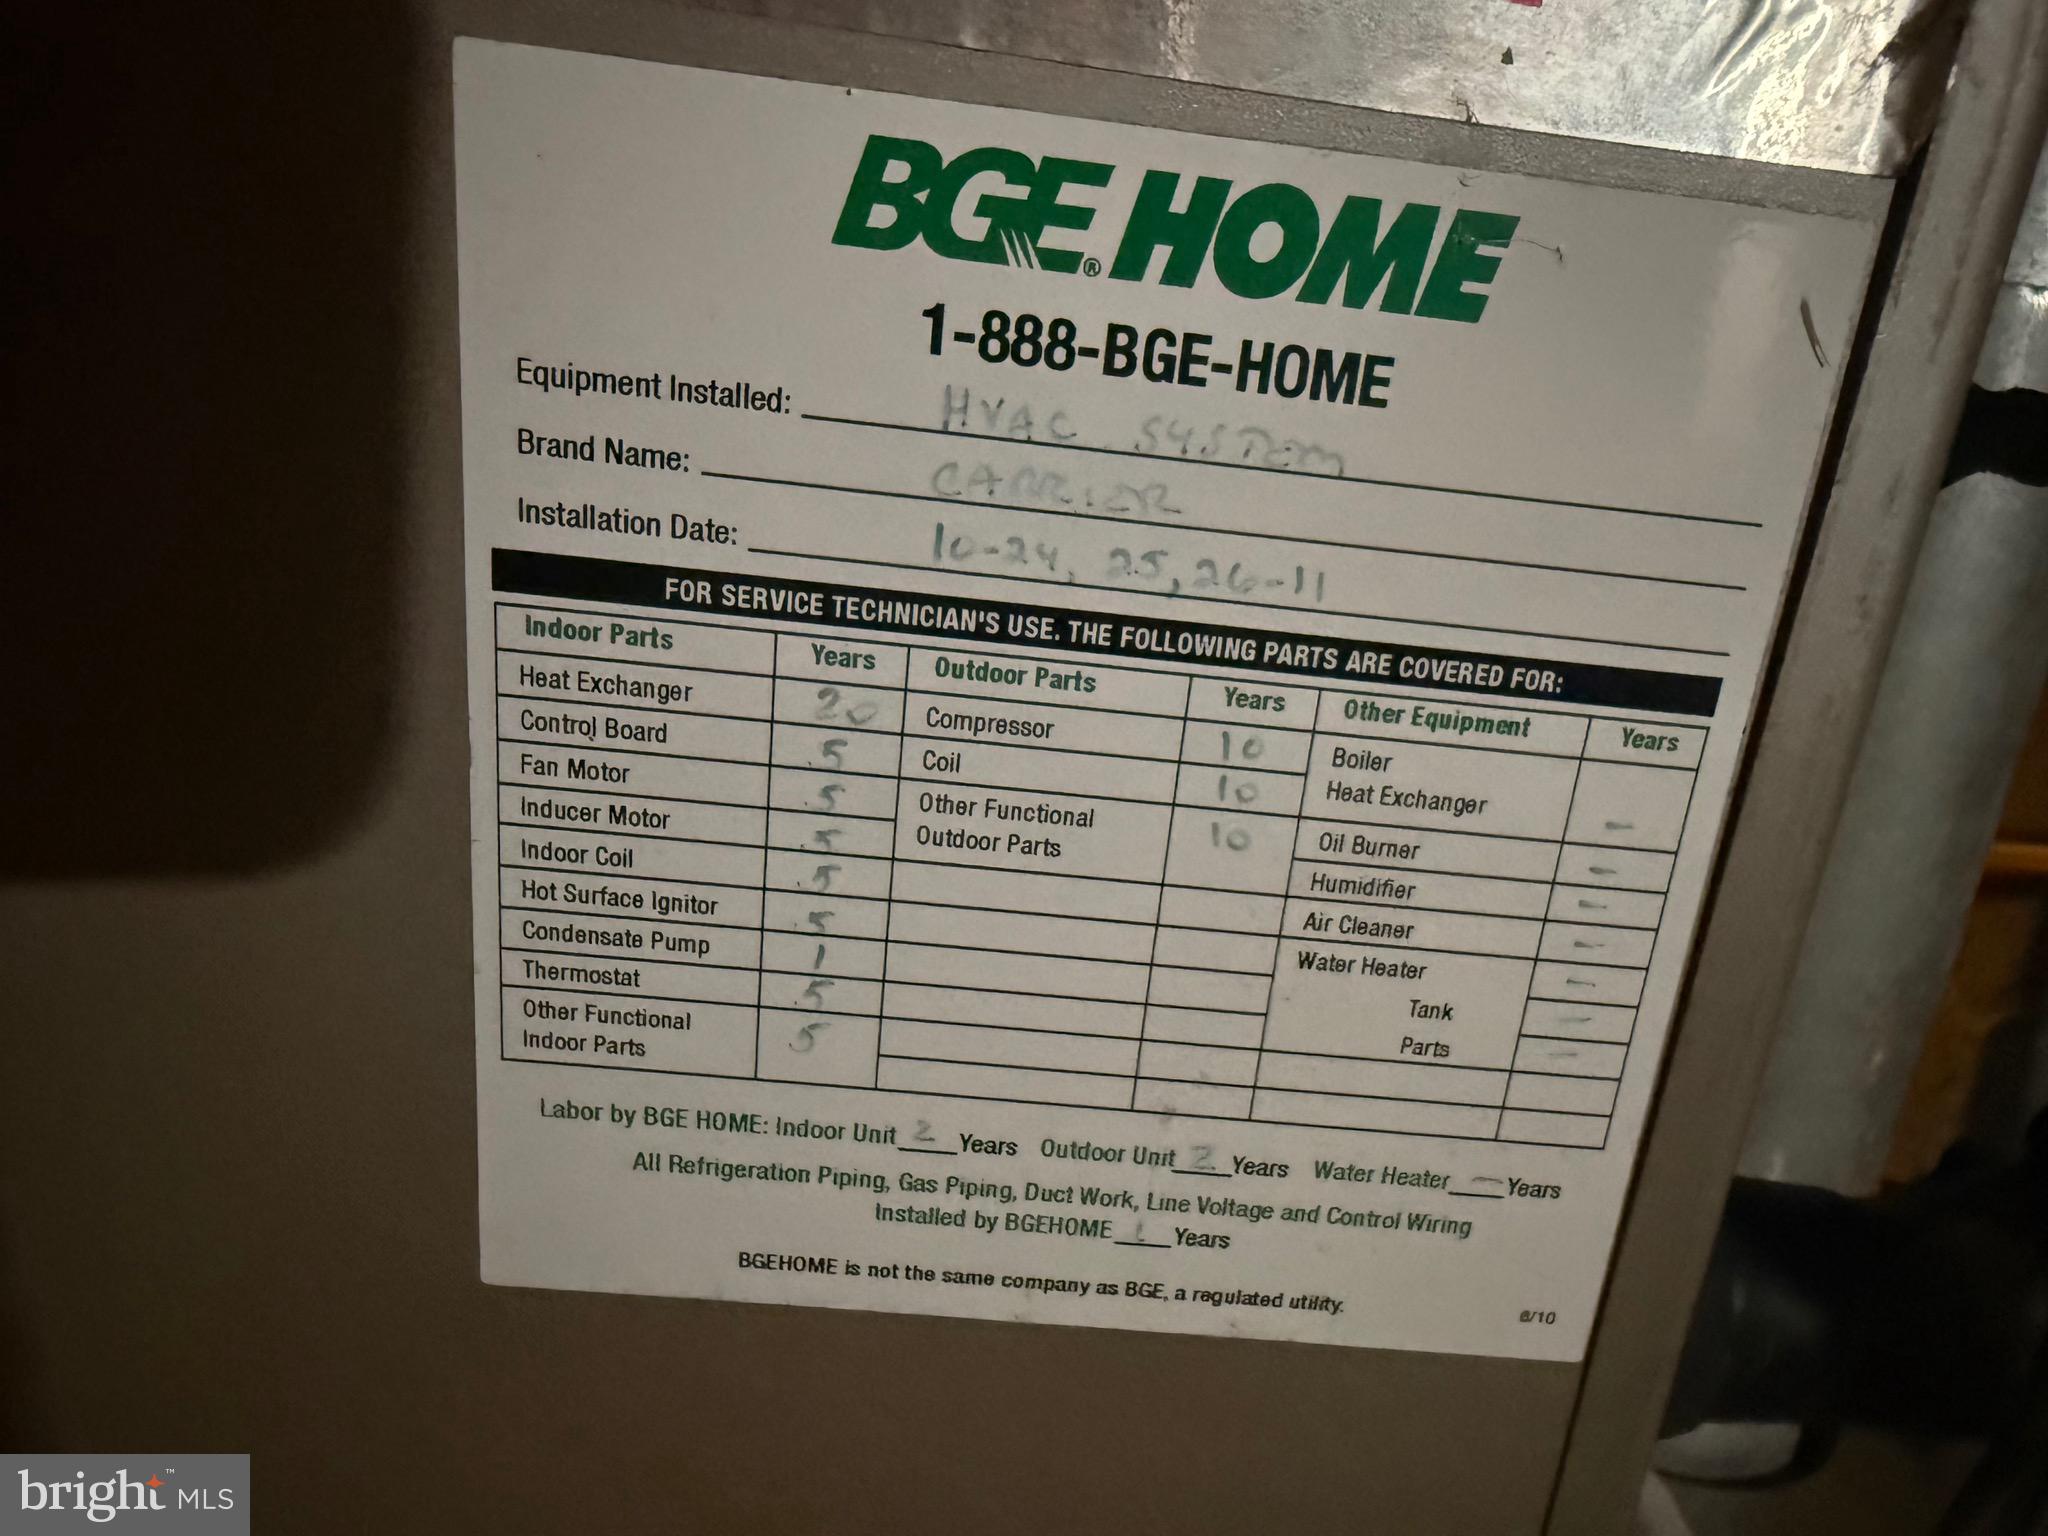 BGE® HOME
1-888-BGE-HOME
Equipment Installed: HVAC SYSTEM
Brand Name: CARRIER
Installation Date: 10-24, 25, 26-11
FOR SERVICE TECHNICIAN'S USE. THE FOLLOWING PARTS ARE COVERED FOR:
Indoor Parts Years
Heat Exchanger 20
Control Board 5
Fan Motor 5
Inducer Motor 5
Indoor Coil 5
Hot Surface Ignitor 5
Condensate Pump 1
Thermostat 5
Other Functional
Indoor Parts 5
Outdoor Parts Years
Compressor 10
Coil 10
Other Functional
Outdoor Parts 10
Other Equipment Years
Boiler
Heat Exchanger –
Oil Burner –
Humidifier –
Air Cleaner –
Water Heater –
Tank –
Parts –
Labor by BGE HOME: Indoor Unit 2 Years Outdoor Unit 2 Years Water Heater – Years
All Refrigeration Piping, Gas Piping, Duct Work, Line Voltage and Control Wiring
Installed by BGEHOME 1 Years
BGEHOME is not the same company as BGE, a regulated utility.
6/10
bright™ MLS